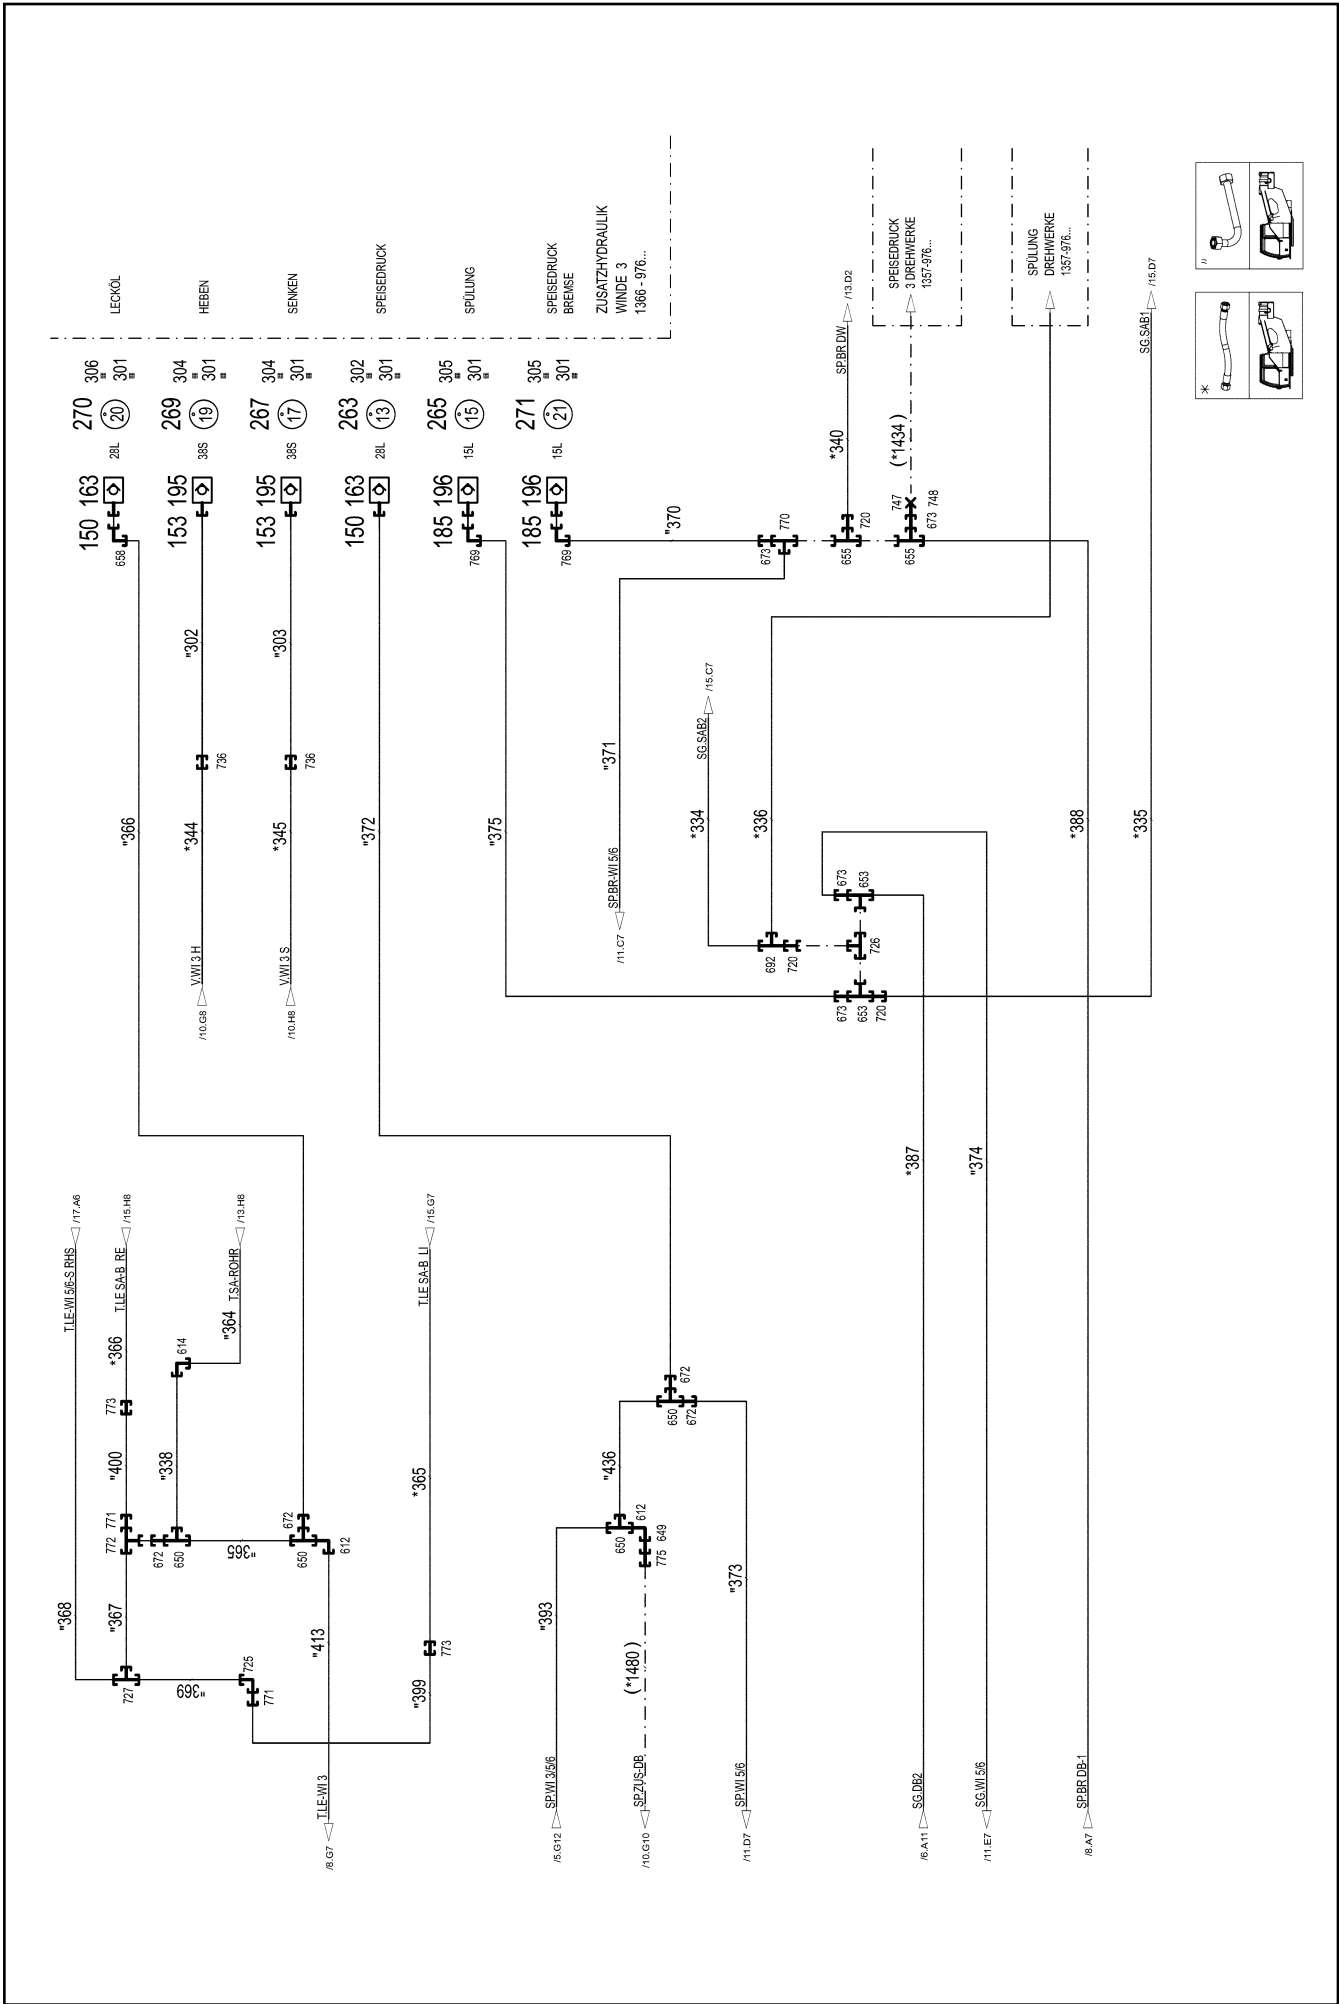 LECKÖL
306
301
270
20
28L
163
150
658
"366
HEBEN
304
301
269
19
38S
195
153
"302
736
*344
V.WI 3 H
/10.G8
SENKEN
304
301
267
17
38S
195
153
"303
736
*345
V.WI 3 S
/10.H8
SPEISEDRUCK
302
301
263
13
28L
163
150
"372
SPÜLUNG
305
301
265
15
15L
196
185
769
"375
SPEISEDRUCK
BREMSE
305
301
271
21
15L
196
185
769
"370
ZUSATZHYDRAULIK
WINDE 3
1366 - 976...
770
673
"371
SP.BR-WI 5/6
/11.C7
/13.D2
SP.BR DW
*340
720
655
SPEISEDRUCK
3 DREHWERKE
1357-976...
(*1434 )
747
748
673
655
SPÜLUNG
DREHWERKE
1357-976...
/15.C7
SG.SAB2
*334
*336
692
720
726
673
653
673
653
720
*388
*335
/15.D7
SG.SAB1
*
"
/17.A6
T.LE-WI 5/6-S RHS
"368
/15.H8
T.LE SA-B RE
*366
773
"400
771
772
/13.H8
T.SA-ROHR
"364
614
"338
672
650
"365
672
650
612
"367
727
"369
725
771
"413
T.LE-WI 3
/8.G7
/15.G7
T.LE SA-B LI
*365
773
"399
672
650
672
"436
612
650
649
775
"393
SP.WI 3/5/6
/5.G12
(*1480 )
SP.ZUS-DB
/10.G10
"373
SP.WI 5/6
/11.D7
*387
SG.DB2
/6.A11
"374
SG.WI 5/6
/11.E7
SP.BR DB-1
/8.A7